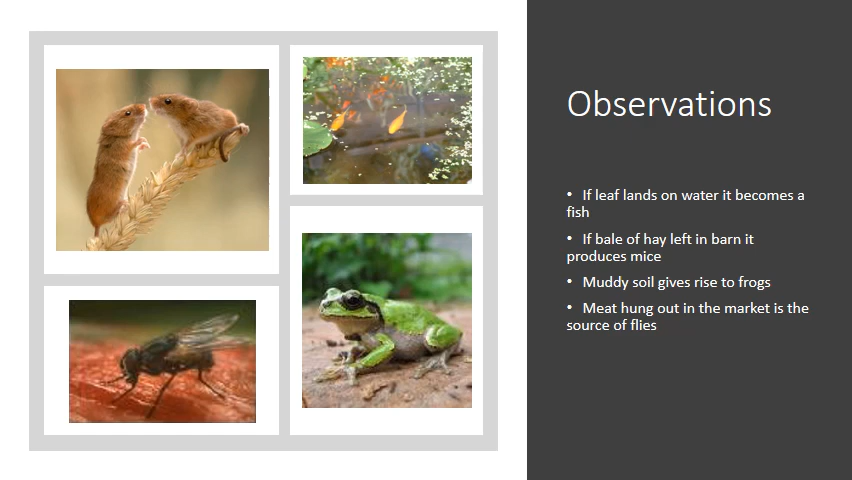 Observations
• If leaf lands on water it becomes a
fish
• If bale of hay left in barn it
produces mice
• Muddy soil gives rise to frogs
• Meat hung out in the market is the
source of flies